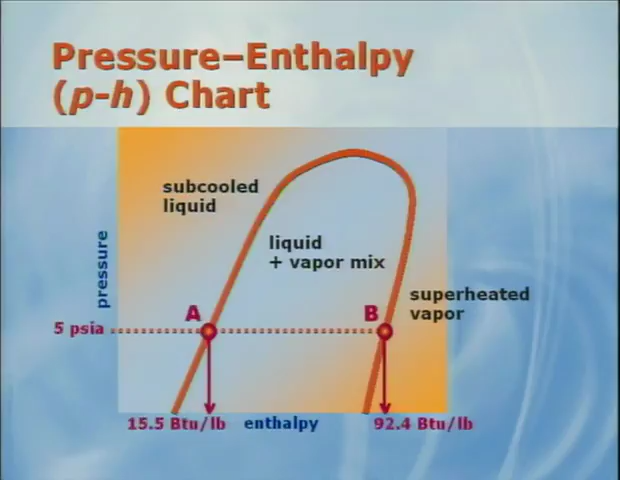 Pressure–Enthalpy
(p-h) Chart
subcooled
liquid
liquid
+ vapor mix
pressure
superheated
vapor
A
B
5 psia
15.5 Btu/lb
enthalpy
92.4 Btu/lb